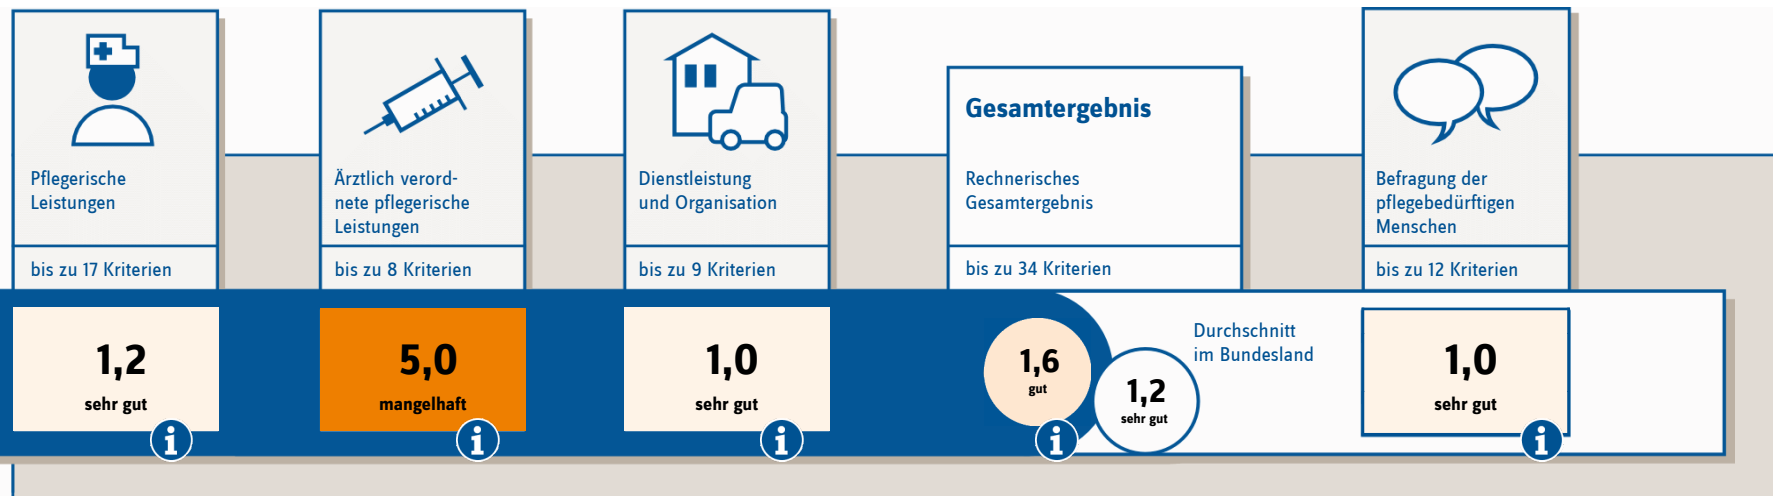 Pflegerische
Leistungen
bis zu 17 Kriterien
1,2
sehr gut
i
Ärztlich verord-
nete pflegerische
Leistungen
bis zu 8 Kriterien
5,0
mangelhaft
i
Dienstleistung
und Organisation
bis zu 9 Kriterien
1,0
sehr gut
i
Gesamtergebnis
Rechnerisches
Gesamtergebnis
bis zu 34 Kriterien
1,6
gut
i
1,2
sehr gut
Durchschnitt
im Bundesland
Befragung der
pflegebedürftigen
Menschen
bis zu 12 Kriterien
1,0
sehr gut
i